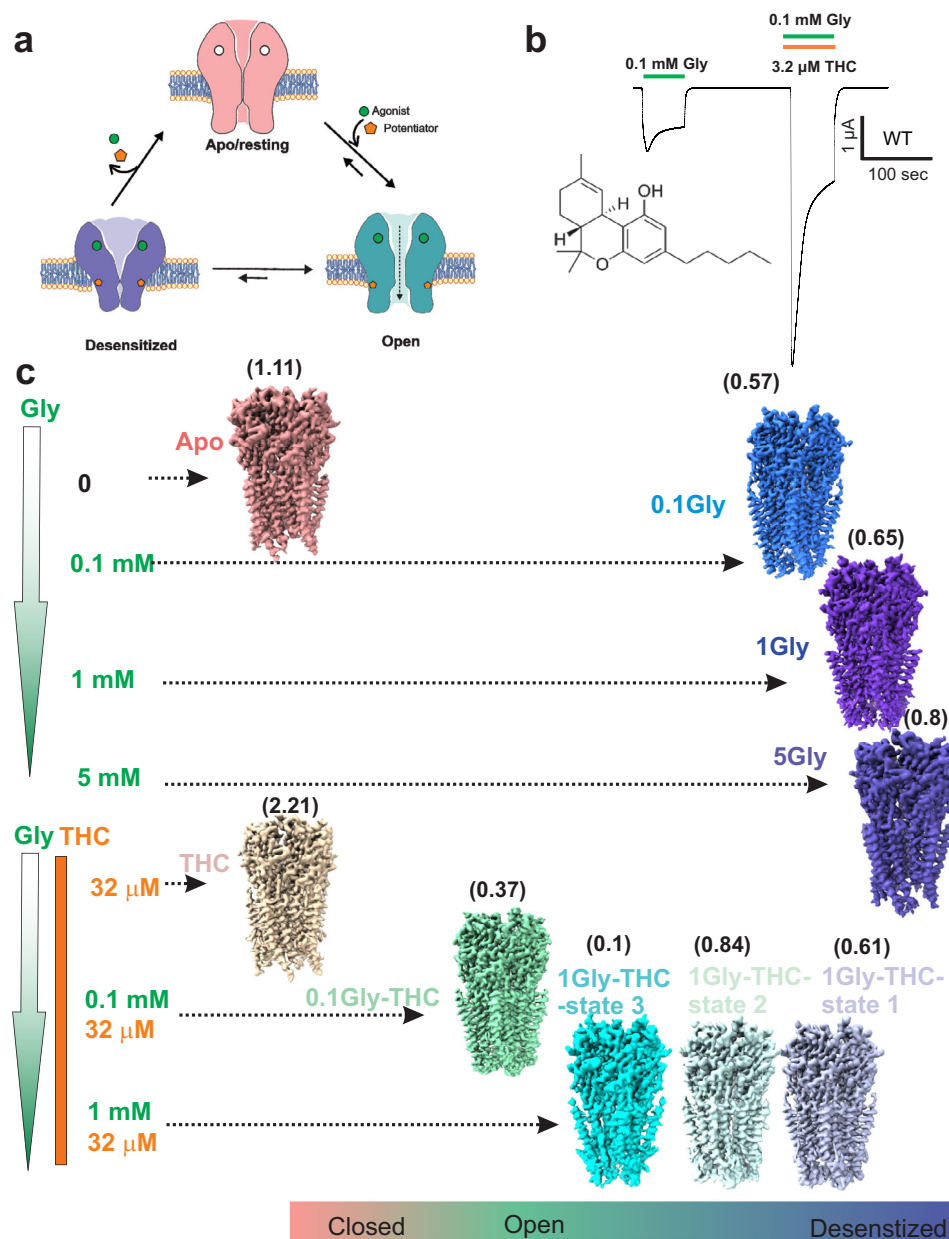 a
Agonist
Potentiator
Apo/resting
Desensitized
Open
b
0.1 mM Gly
0.1 mM Gly
3.2 µM THC
1 µA
WT
100 sec
OH
H
H
O
c
Gly
(1.11)
Apo
0
(0.57)
0.1Gly
0.1 mM
(0.65)
1Gly
1 mM
(0.8)
5Gly
5 mM
Gly THC
(2.21)
THC
32 µM
(0.37)
0.1Gly-THC
0.1 mM
32 µM
(0.1)
1Gly-THC
-state 3
(0.84)
1Gly-THC-
state 2
(0.61)
1Gly-THC-
state 1
1 mM
32 µM
Closed
Open
Desenstized